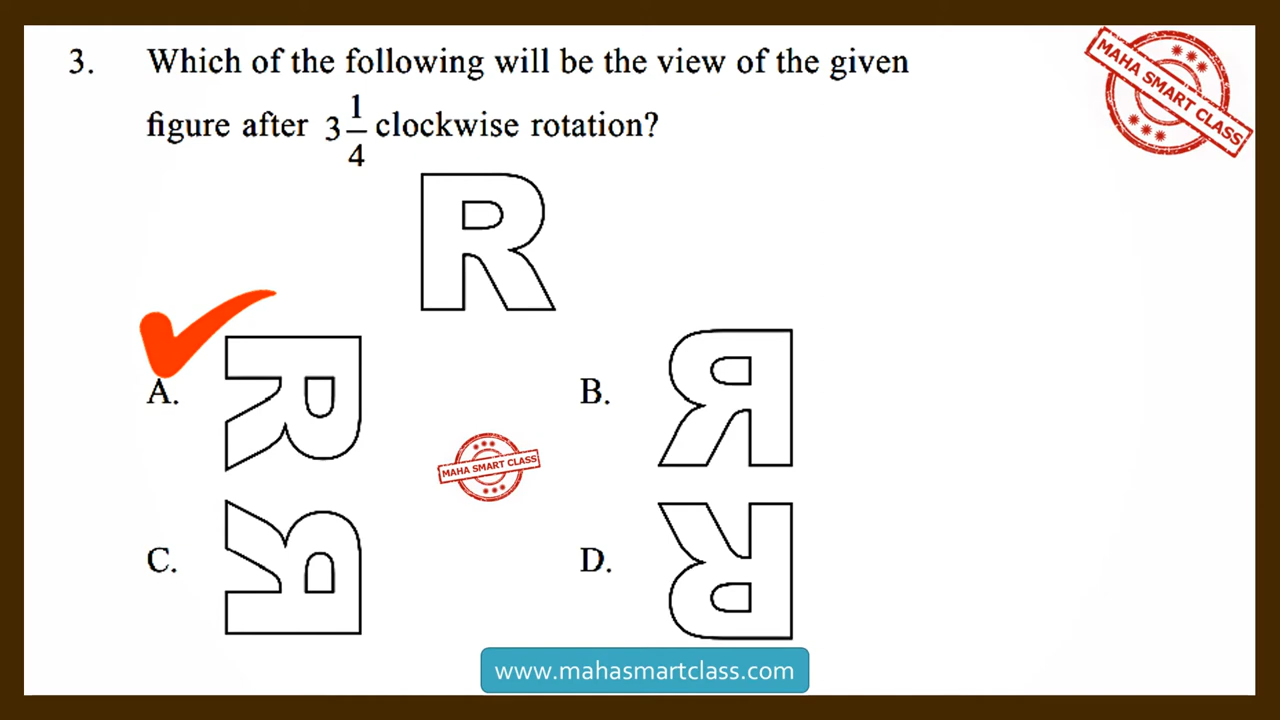 3. Which of the following will be the view of the given
figure after 3 1/4 clockwise rotation?
MAHA SMART CLASS
R
A. R
B. R
MAHA SMART CLASS
C. R
D. R
www.mahasmartclass.com